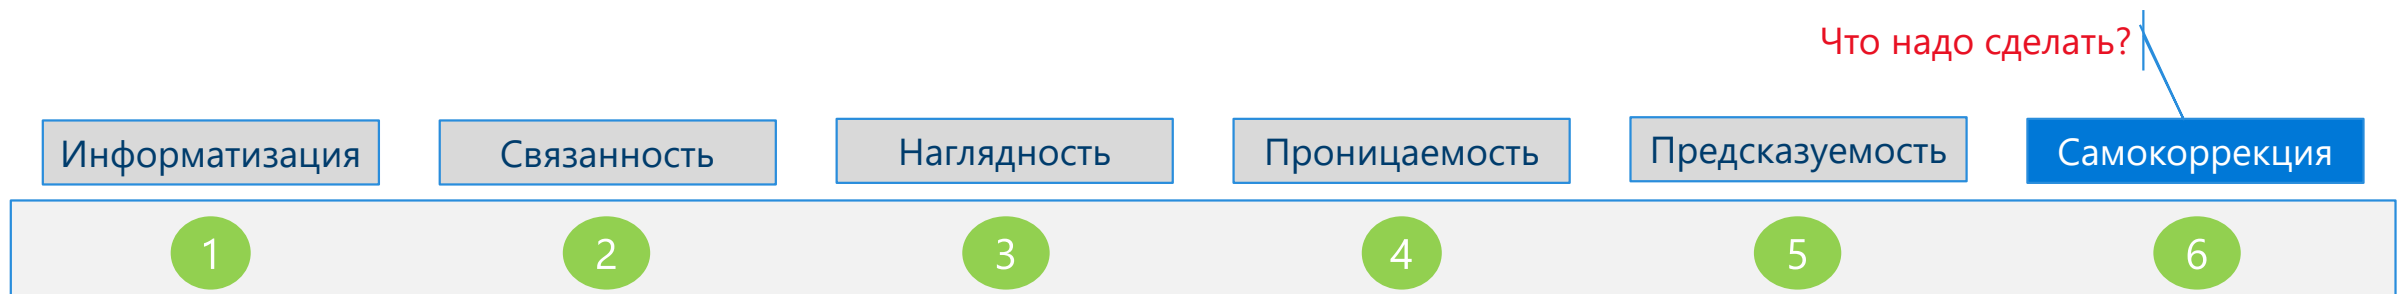 Что надо сделать?
Информатизация
Связанность
Наглядность
Проницаемость
Предсказуемость
Самокоррекция
1
2
3
4
5
6